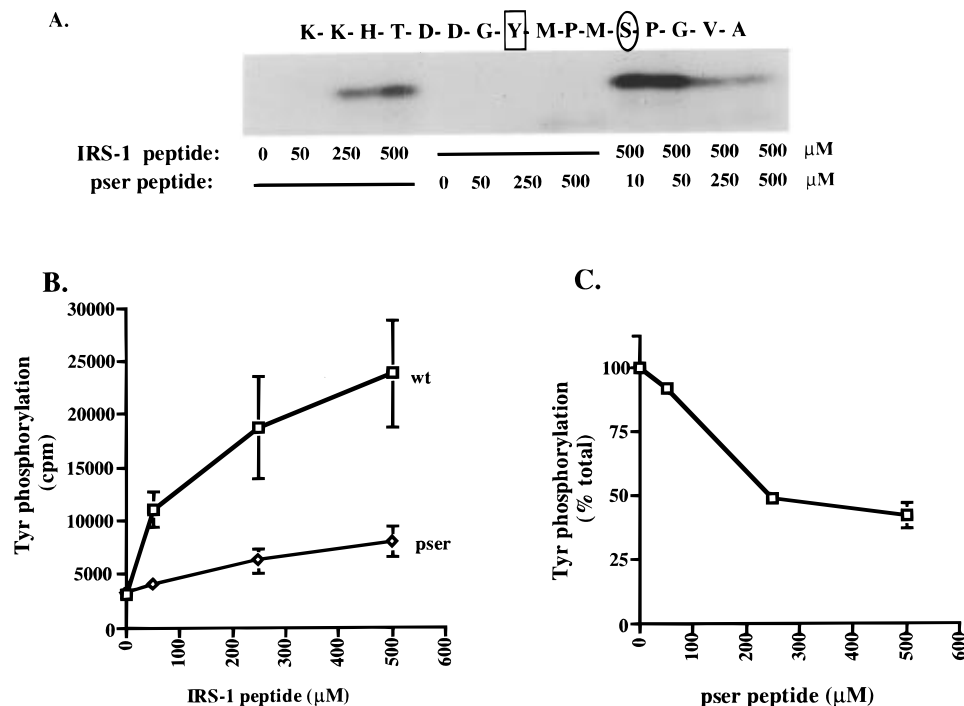 A.
K- K- H- T- D- D- G- Y- M-P-M- S- P- G- V- A
IRS-1 peptide: 0 50 250 500 500 500 500 500 μM
pser peptide: 0 50 250 500 10 50 250 500 μM
B.
30000
25000
20000
15000
10000
5000
0
Tyr phosphorylation
(cpm)
wt
pser
0 100 200 300 400 500 600
IRS-1 peptide (μM)
C.
100
75
50
25
0
Tyr phosphorylation
(% total)
0 100 200 300 400 500 600
pser peptide (μM)